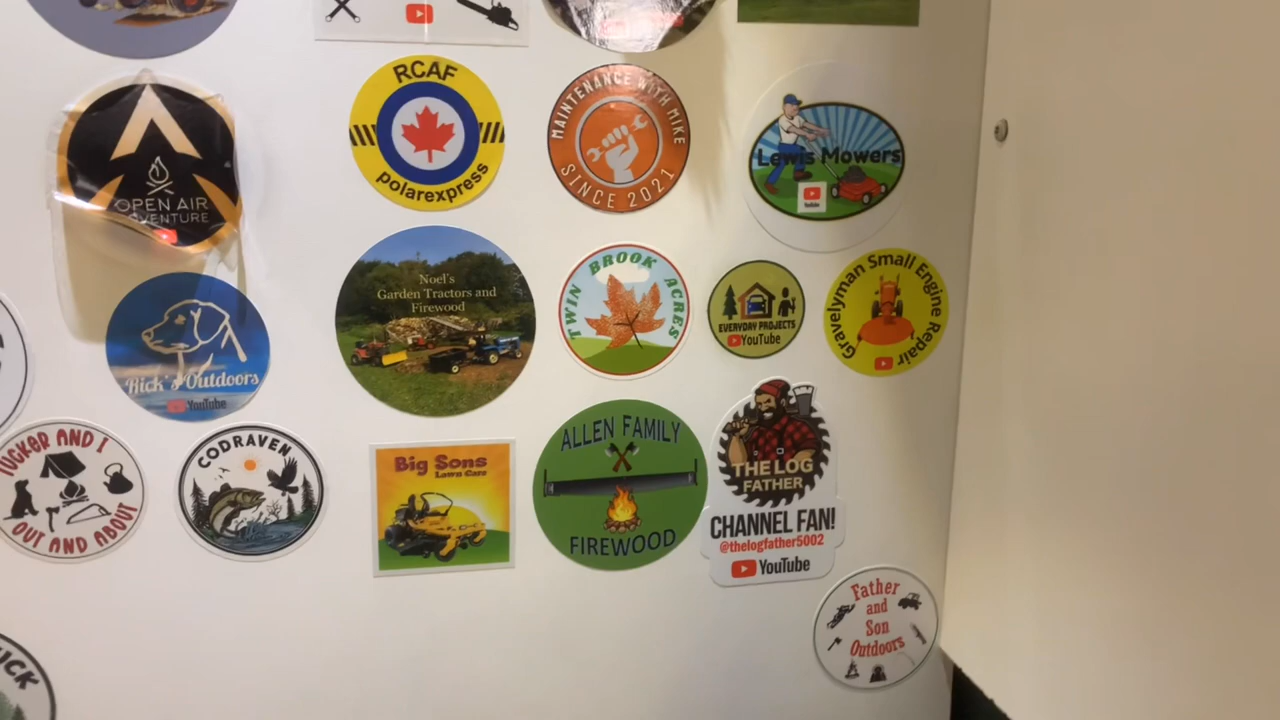 RCAF
polarexpress
MAINTENANCE WITH MIKE
SINCE 2021
Lewis Mowers
YouTube
OPEN AIR
ADVENTURE
Noel's
Garden Tractors and
Firewood
TWIN BROOK ACRES
EVERYDAY PROJECTS
YouTube
Gravelyman Small Engine Repair
Rick's Outdoors
YouTube
TUCKER AND I
OUT AND ABOUT
CODRAVEN
Big Sons
Lawn Care
ALLEN FAMILY
FIREWOOD
THE LOG
FATHER
CHANNEL FAN!
@thelogfather5002
YouTube
Father
and
Son
Outdoors